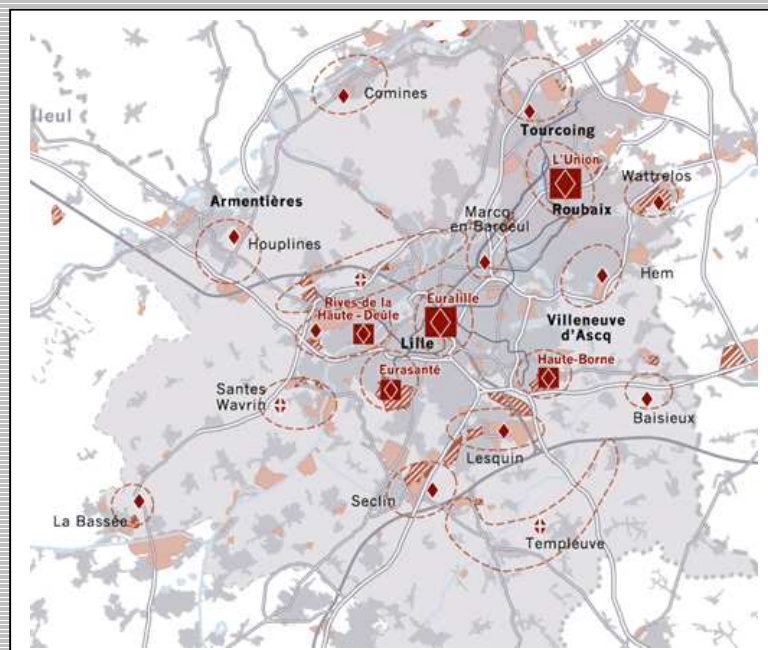 Comines
lleul
Tourcoing
L'Union
Wattrelos
Armentières
Marcq
en Barœul
Roubaix
Houplines
Hem
Rives de la
Haute - Deûle
Euralille
Villeneuve
d'Ascq
Lille
Eurasanté
Haute-Borne
Santes
Wavrin
Baisieux
Lesquin
Seclin
La Bassée
Templeuve